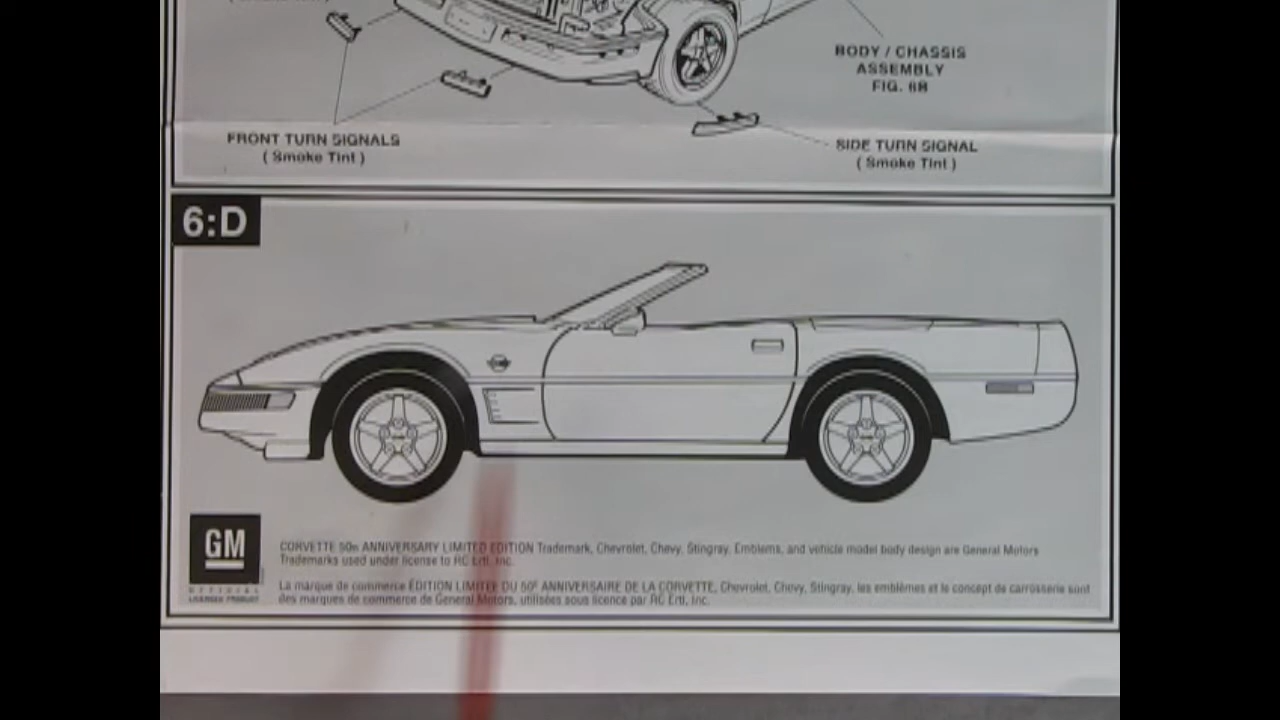 BODY / CHASSIS
ASSEMBLY
FIG. 6B
FRONT TURN SIGNALS
( Smoke Tint )
SIDE TURN SIGNAL
( Smoke Tint )
6:D
GM
OFFICIAL
LICENSED PRODUCT
CORVETTE 50th ANNIVERSARY LIMITED EDITION Trademark, Chevrolet, Chevy, Stingray, Emblems, and vehicle model body design are General Motors
Trademarks used under license to RC Ertl, Inc.
La marque de commerce ÉDITION LIMITÉE DU 50E ANNIVERSAIRE DE LA CORVETTE, Chevrolet, Chevy, Stingray, les emblèmes et le concept de carrosserie sont
des marques de commerce de General Motors, utilisées sous licence par RC Ertl, Inc.